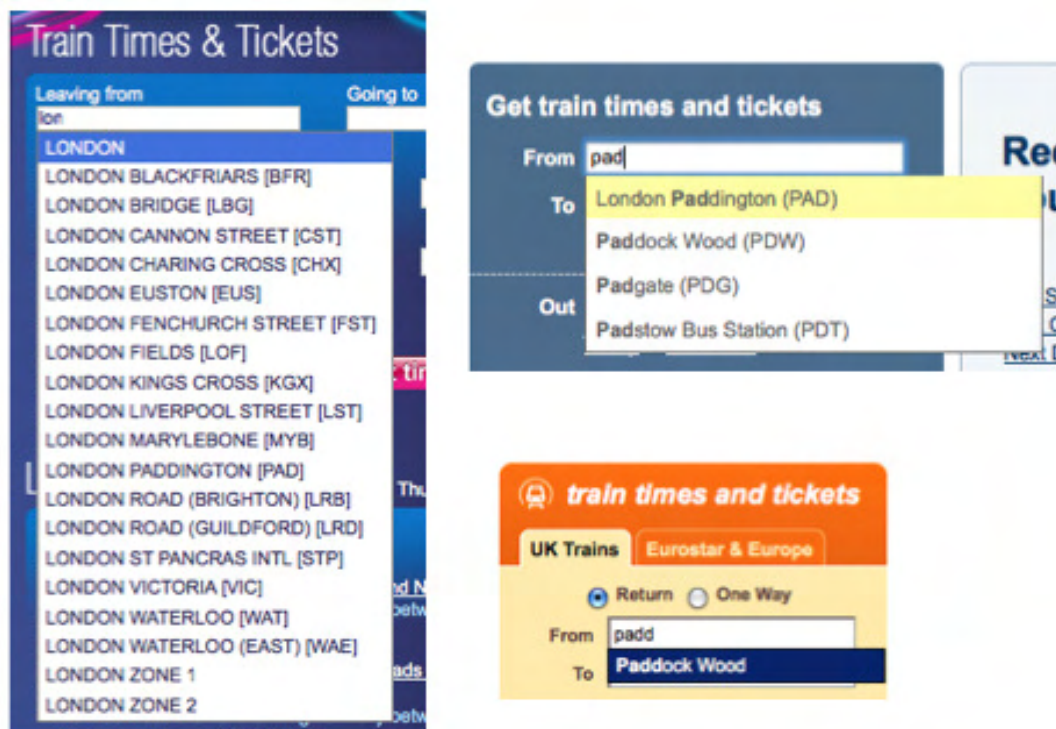 Train Times & Tickets
Leaving from
Going to
lon
LONDON
LONDON BLACKFRIARS [BFR]
LONDON BRIDGE [LBG]
LONDON CANNON STREET [CST]
LONDON CHARING CROSS [CHX]
LONDON EUSTON [EUS]
LONDON FENCHURCH STREET [FST]
LONDON FIELDS [LOF]
LONDON KINGS CROSS [KGX]
LONDON LIVERPOOL STREET [LST]
LONDON MARYLEBONE [MYB]
LONDON PADDINGTON [PAD]
LONDON ROAD (BRIGHTON) [LRB]
LONDON ROAD (GUILDFORD) [LRD]
LONDON ST PANCRAS INTL [STP]
LONDON VICTORIA [VIC]
LONDON WATERLOO [WAT]
LONDON WATERLOO (EAST) [WAE]
LONDON ZONE 1
LONDON ZONE 2
Get train times and tickets
From pad
To
London Paddington (PAD)
Paddock Wood (PDW)
Padgate (PDG)
Out
Padstow Bus Station (PDT)
train times and tickets
UK Trains Eurostar & Europe
Return One Way
From padd
To Paddock Wood